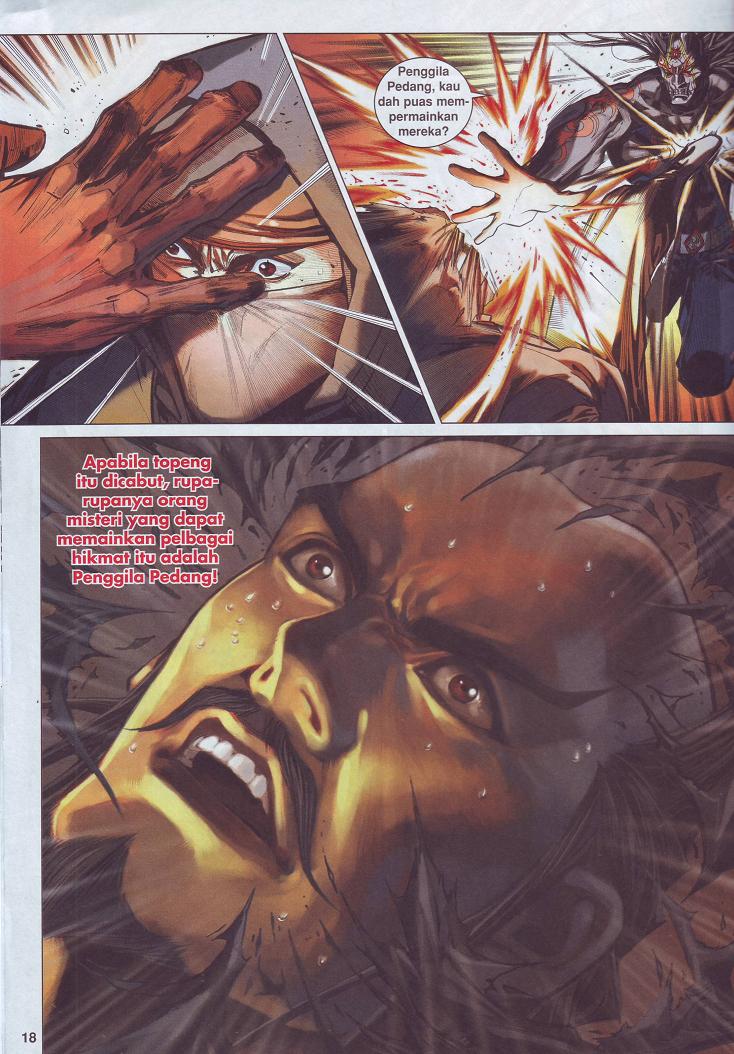 Penggila
Pedang, kau
dah puas mem-
permainkan
mereka?
Apabila topeng
itu dicabut, rupa-
rupanya orang
misteri yang dapat
memainkan pelbagai
hikmat itu adalah
Penggila Pedang!
18